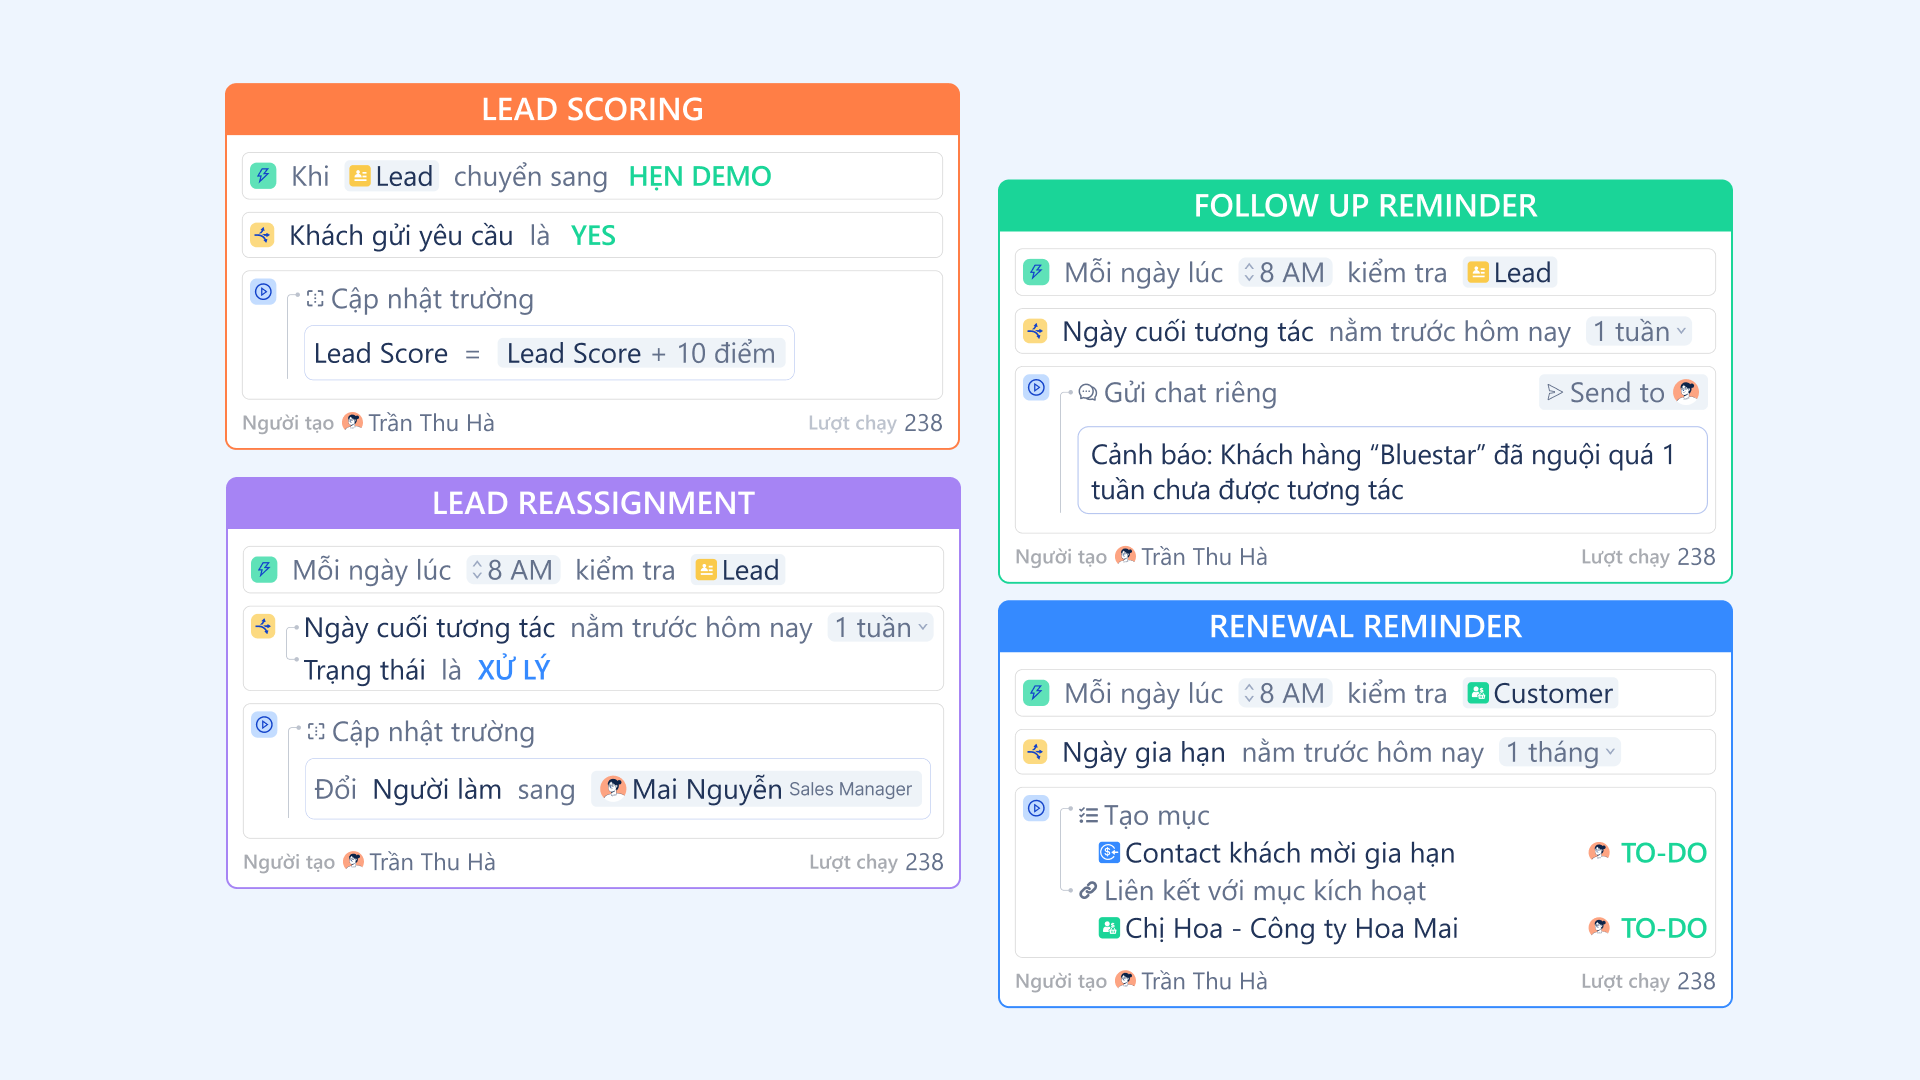 LEAD SCORING
Khi Lead chuyển sang HẸN DEMO
Khách gửi yêu cầu là YES
Cập nhật trường
Lead Score = Lead Score + 10 điểm
Người tạo Trần Thu Hà Lượt chạy 238
LEAD REASSIGNMENT
Mỗi ngày lúc 8 AM kiểm tra Lead
Ngày cuối tương tác nằm trước hôm nay 1 tuần
Trạng thái là XỬ LÝ
Cập nhật trường
Đổi Người làm sang Mai Nguyễn Sales Manager
Người tạo Trần Thu Hà Lượt chạy 238
FOLLOW UP REMINDER
Mỗi ngày lúc 8 AM kiểm tra Lead
Ngày cuối tương tác nằm trước hôm nay 1 tuần
Gửi chat riêng Send to
Cảnh báo: Khách hàng “Bluestar” đã nguội quá 1
tuần chưa được tương tác
Người tạo Trần Thu Hà Lượt chạy 238
RENEWAL REMINDER
Mỗi ngày lúc 8 AM kiểm tra Customer
Ngày gia hạn nằm trước hôm nay 1 tháng
Tạo mục
Contact khách mời gia hạn TO-DO
Liên kết với mục kích hoạt
Chị Hoa - Công ty Hoa Mai TO-DO
Người tạo Trần Thu Hà Lượt chạy 238